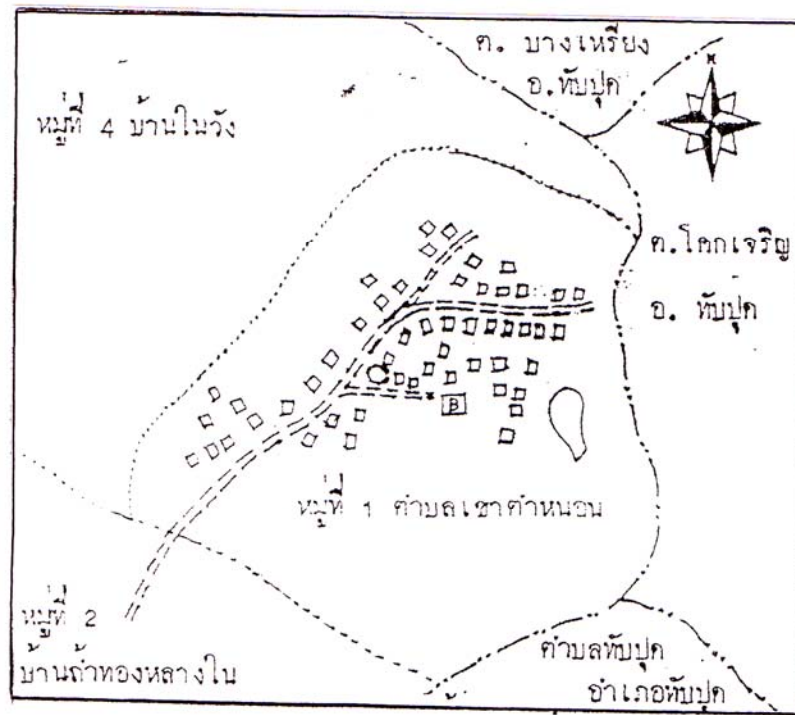 ต. บางเหรียง
อ.ทับปุด
N
หมู่ที่ 4 บ้านในวัง
ต.โคกเจริญ
อ. ทับปุด
B
หมู่ที่ 1 ตำบลเขาตำหนอน
หมู่ที่ 2
บ้านถ้ำทองหลางใน
ตำบลทับปุด
อำเภอทับปุด